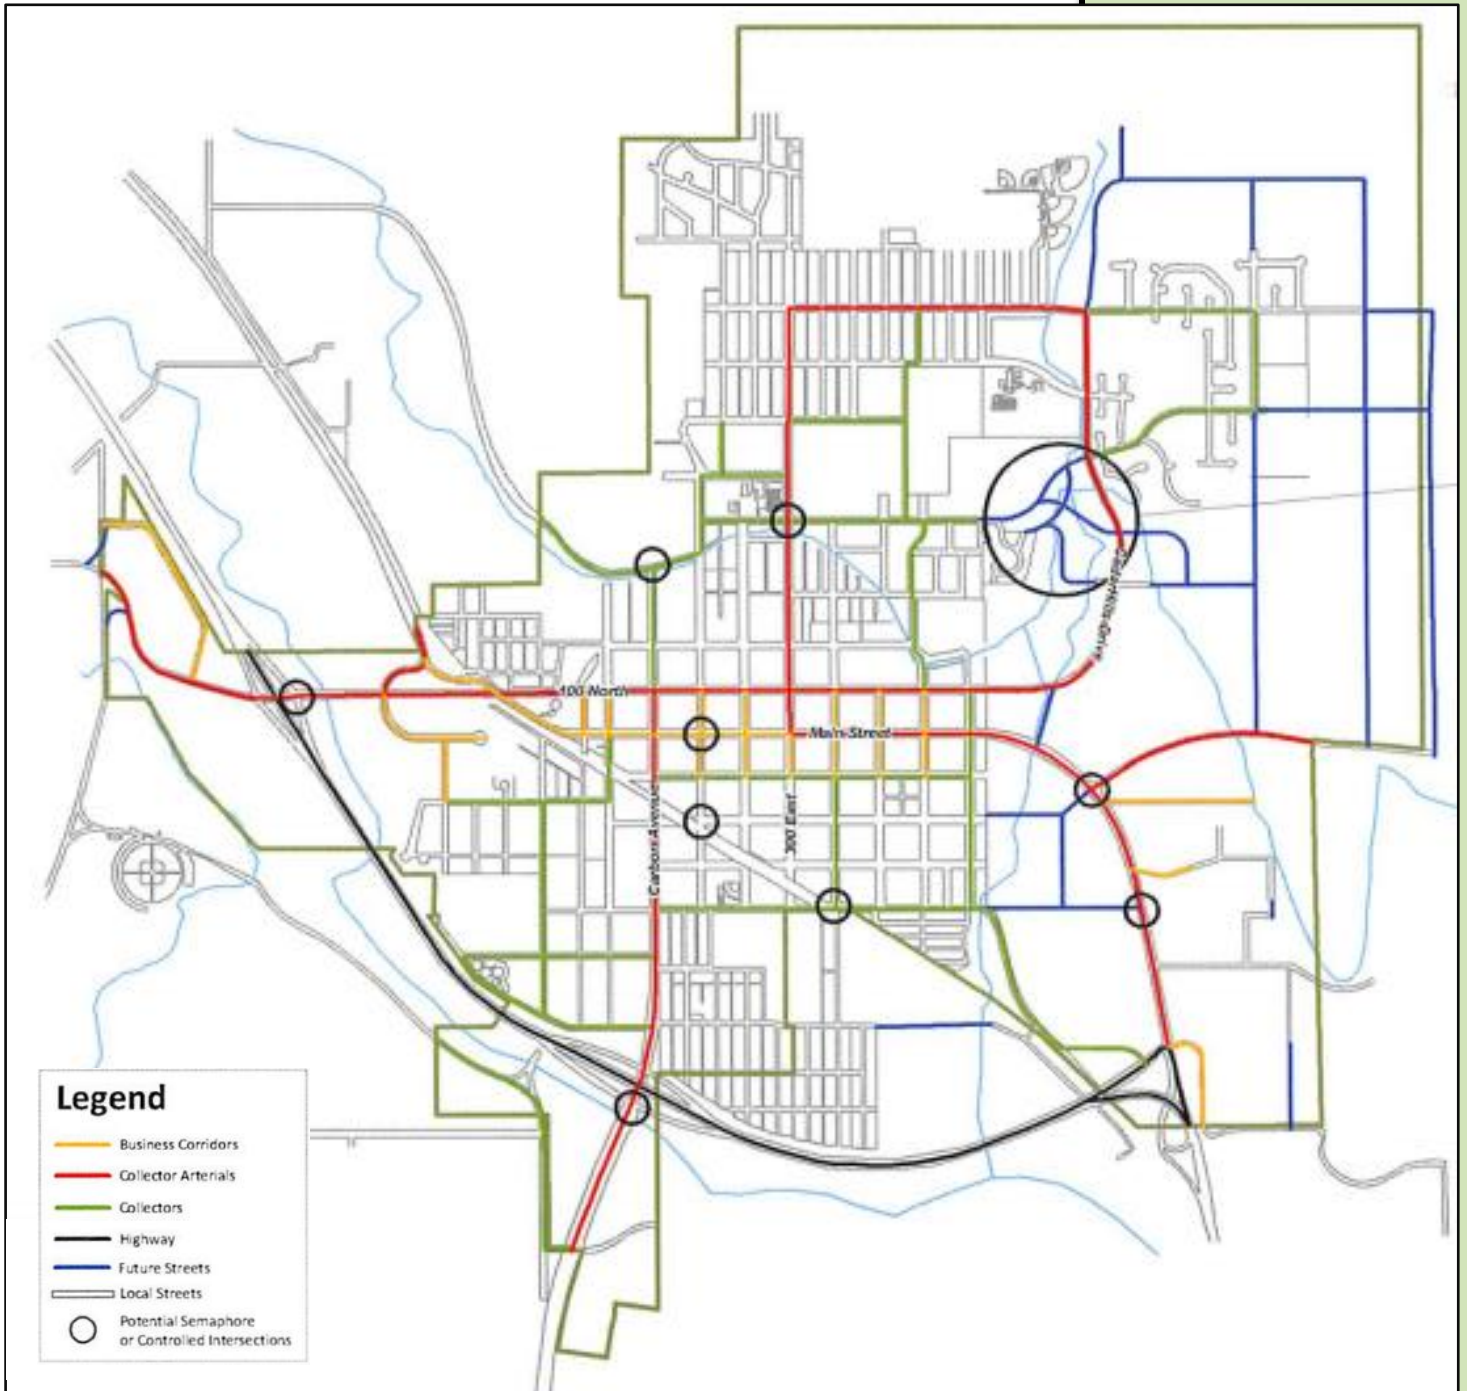 100 North
Main Street
Carbon Avenue
300 East
Legend
Business Corridors
Collector Arterials
Collectors
Highway
Future Streets
Local Streets
Potential Semaphore
or Controlled Intersections